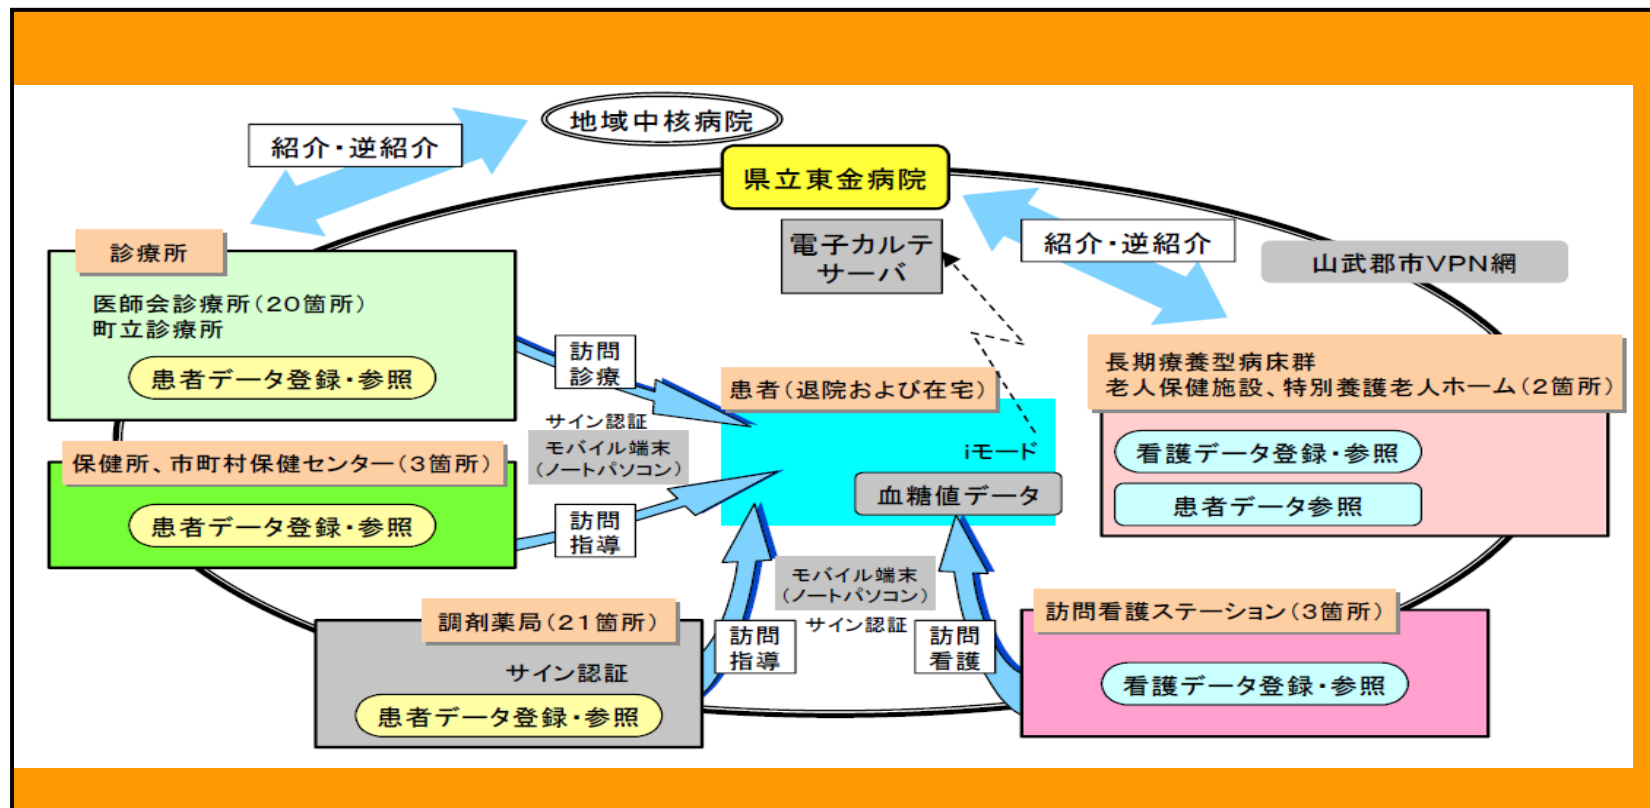 地域中核病院
紹介・逆紹介
県立東金病院
電子カルテ
サーバ
紹介・逆紹介
山武郡市VPN網
診療所
医師会診療所(20箇所)
町立診療所
患者データ登録・参照
訪問
診療
患者(退院および在宅)
長期療養型病床群
老人保健施設、特別養護老人ホーム(2箇所)
サイン認証
モバイル端末
(ノートパソコン)
iモード
血糖値データ
看護データ登録・参照
患者データ参照
保健所、市町村保健センター(3箇所)
患者データ登録・参照
訪問
指導
モバイル端末
(ノートパソコン)
サイン認証
調剤薬局(21箇所)
サイン認証
患者データ登録・参照
訪問
指導
訪問
看護
訪問看護ステーション(3箇所)
看護データ登録・参照